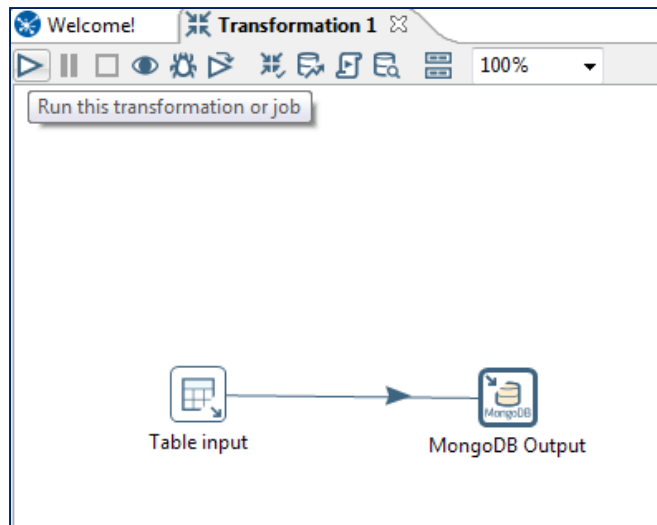 Welcome!
Transformation 1
100%
Run this transformation or job
MongoDB
Table input
MongoDB Output